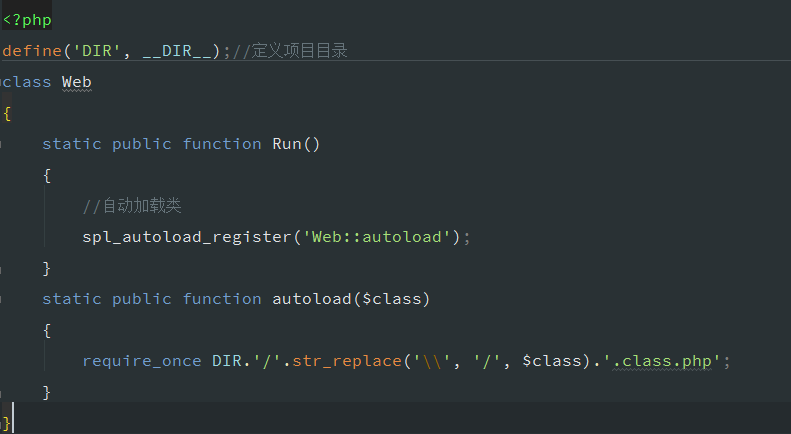 <?php
define('DIR', __DIR__);//定义项目目录
class Web
{
    static public function Run()
    {
        //自动加载类
        spl_autoload_register('Web::autoload');
    }
    static public function autoload($class)
    {
        require_once DIR.'/'.str_replace('\\', '/', $class).'.class.php';
    }
}